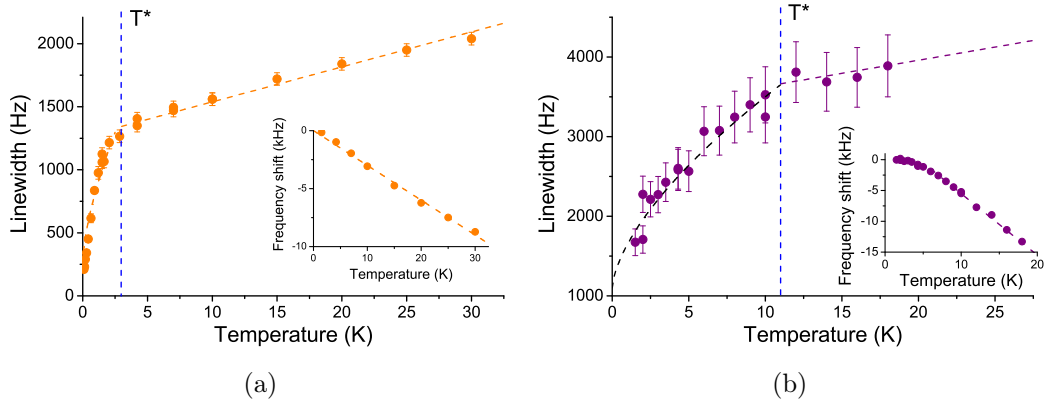 T*
2000
1500
1000
500
0
Linewidth (Hz)
0 5 10 15 20 25 30
Temperature (K)
0
-5
-10
Frequency shift (kHz)
0 10 20 30
Temperature (K)
(a)
T*
4000
3000
2000
1000
Linewidth (Hz)
0 5 10 15 20 25
Temperature (K)
0
-5
-10
-15
Frequency shift (kHz)
0 10 20
Temperature (K)
(b)